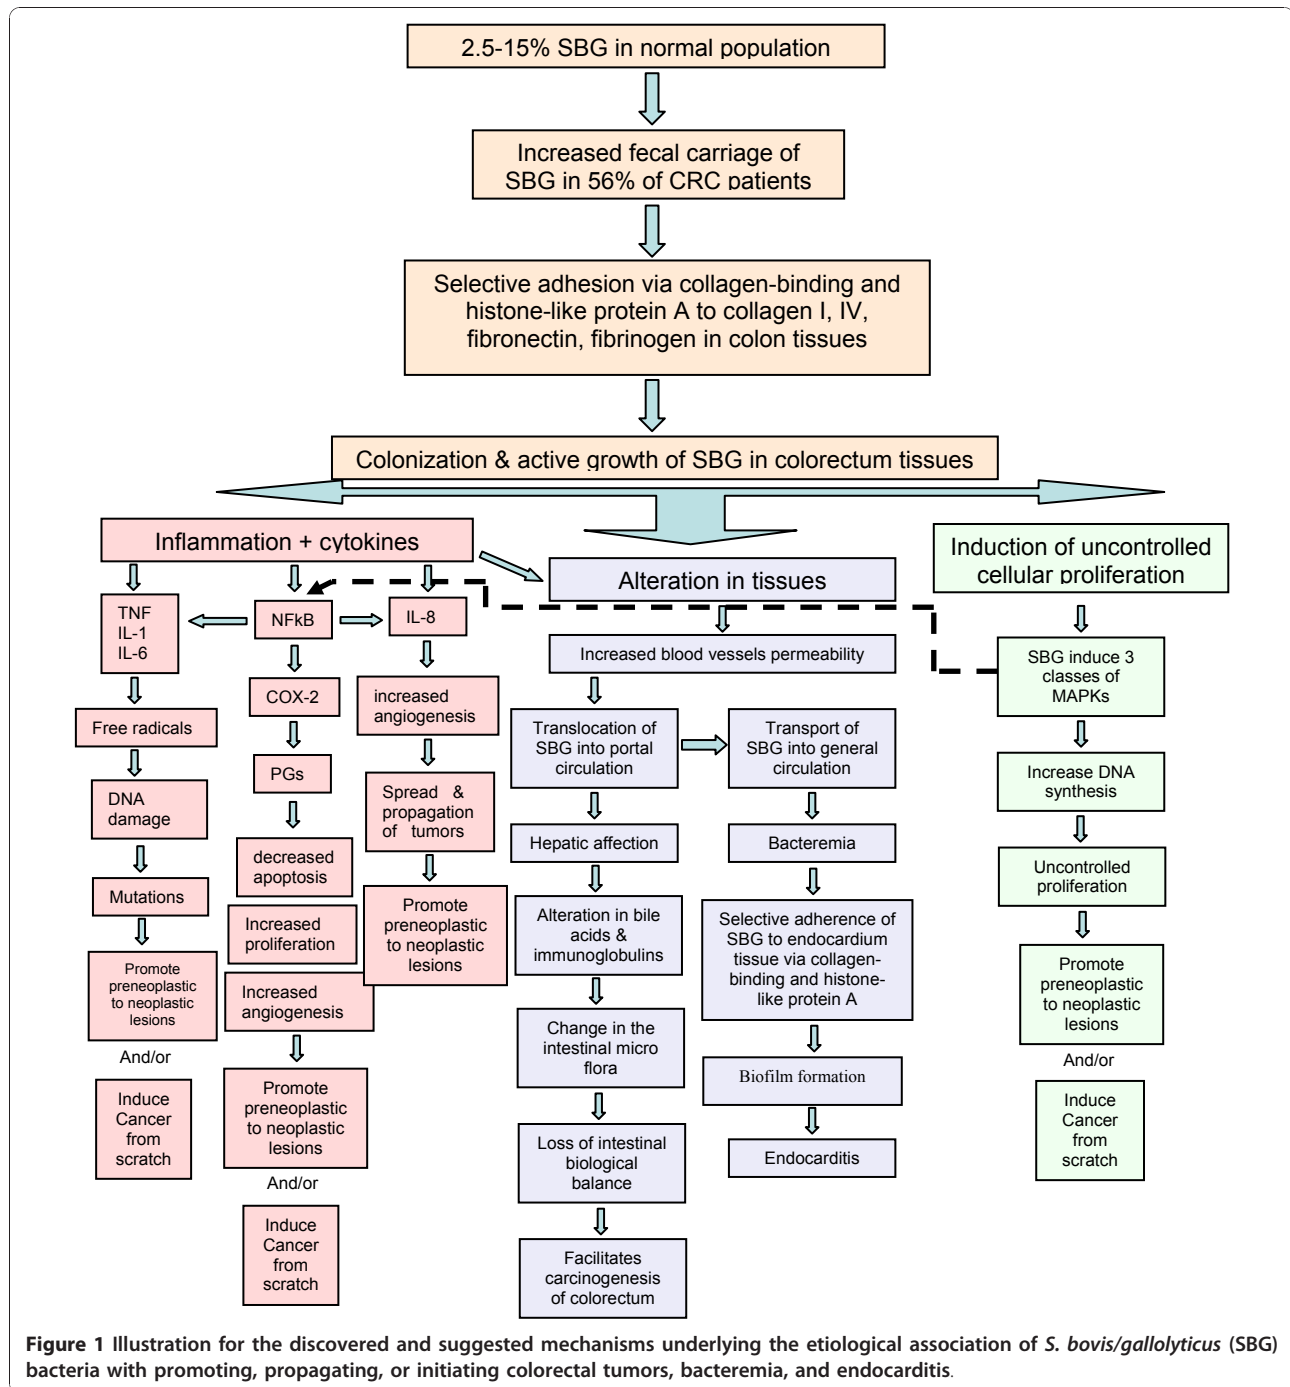 2.5-15% SBG in normal population
Increased fecal carriage of
SBG in 56% of CRC patients
Selective adhesion via collagen-binding and
histone-like protein A to collagen I, IV,
fibronectin, fibrinogen in colon tissues
Colonization & active growth of SBG in colorectum tissues
Inflammation + cytokines
TNF
IL-1
IL-6
Free radicals
DNA
damage
Mutations
Promote
preneoplastic
to neoplastic
lesions
And/or
Induce
Cancer
from
scratch
NFkB
COX-2
PGs
decreased
apoptosis
Increased
proliferation
Increased
angiogenesis
Promote
preneoplastic
to neoplastic
lesions
And/or
Induce
Cancer
from
scratch
IL-8
increased
angiogenesis
Spread &
propagation
of tumors
Promote
preneoplastic
to neoplastic
lesions
Alteration in tissues
Increased blood vessels permeability
Translocation of
SBG into portal
circulation
Hepatic affection
Alteration in bile
acids &
immunoglobulins
Change in the
intestinal micro
flora
Loss of intestinal
biological
balance
Facilitates
carcinogenesis
of colorectum
Transport of
SBG into general
circulation
Bacteremia
Selective adherence of
SBG to endocardium
tissue via collagen-
binding and histone-
like protein A
Biofilm formation
Endocarditis
Induction of uncontrolled
cellular proliferation
SBG induce 3
classes of
MAPKs
Increase DNA
synthesis
Uncontrolled
proliferation
Promote
preneoplastic
to neoplastic
lesions
And/or
Induce
Cancer
from
scratch
Figure 1 Illustration for the discovered and suggested mechanisms underlying the etiological association of S. bovis/gallolyticus (SBG)
bacteria with promoting, propagating, or initiating colorectal tumors, bacteremia, and endocarditis.